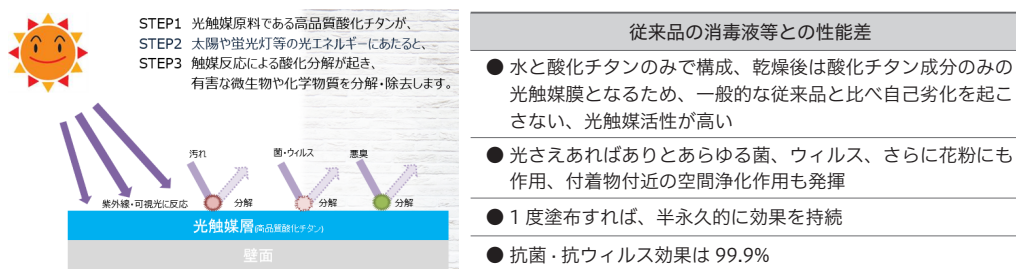 STEP1 光触媒原料である高品質酸化チタンが、
STEP2 太陽や蛍光灯等の光エネルギーにあたると、
STEP3 触媒反応による酸化分解が起き、
有害な微生物や化学物質を分解・除去します。
汚れ
菌・ウィルス
悪臭
紫外線・可視光に反応
分解
分解
分解
光触媒層(高品質酸化チタン)
壁面
従来品の消毒液等との性能差
● 水と酸化チタンのみで構成、乾燥後は酸化チタン成分のみの
光触媒膜となるため、一般的な従来品と比べ自己劣化を起こ
さない、光触媒活性が高い
● 光さえあればありとあらゆる菌、ウィルス、さらに花粉にも
作用、付着物付近の空間浄化作用も発揮
● 1 度塗布すれば、半永久的に効果を持続
● 抗菌・抗ウィルス効果は 99.9%